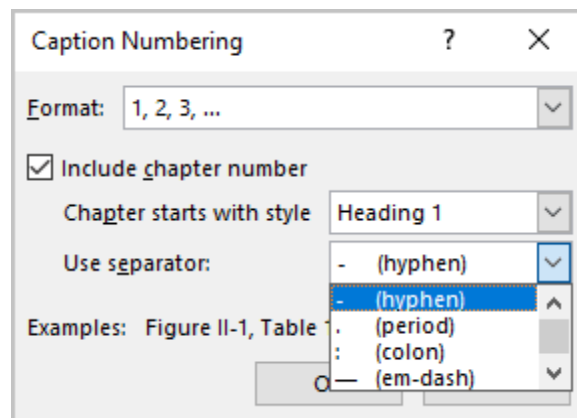 Caption Numbering ? ×
Format: 1, 2, 3, ...
Include chapter number
Chapter starts with style Heading 1
Use separator: - (hyphen)
- (hyphen)
Examples: Figure II-1, Table
. (period)
: (colon)
— (em-dash)